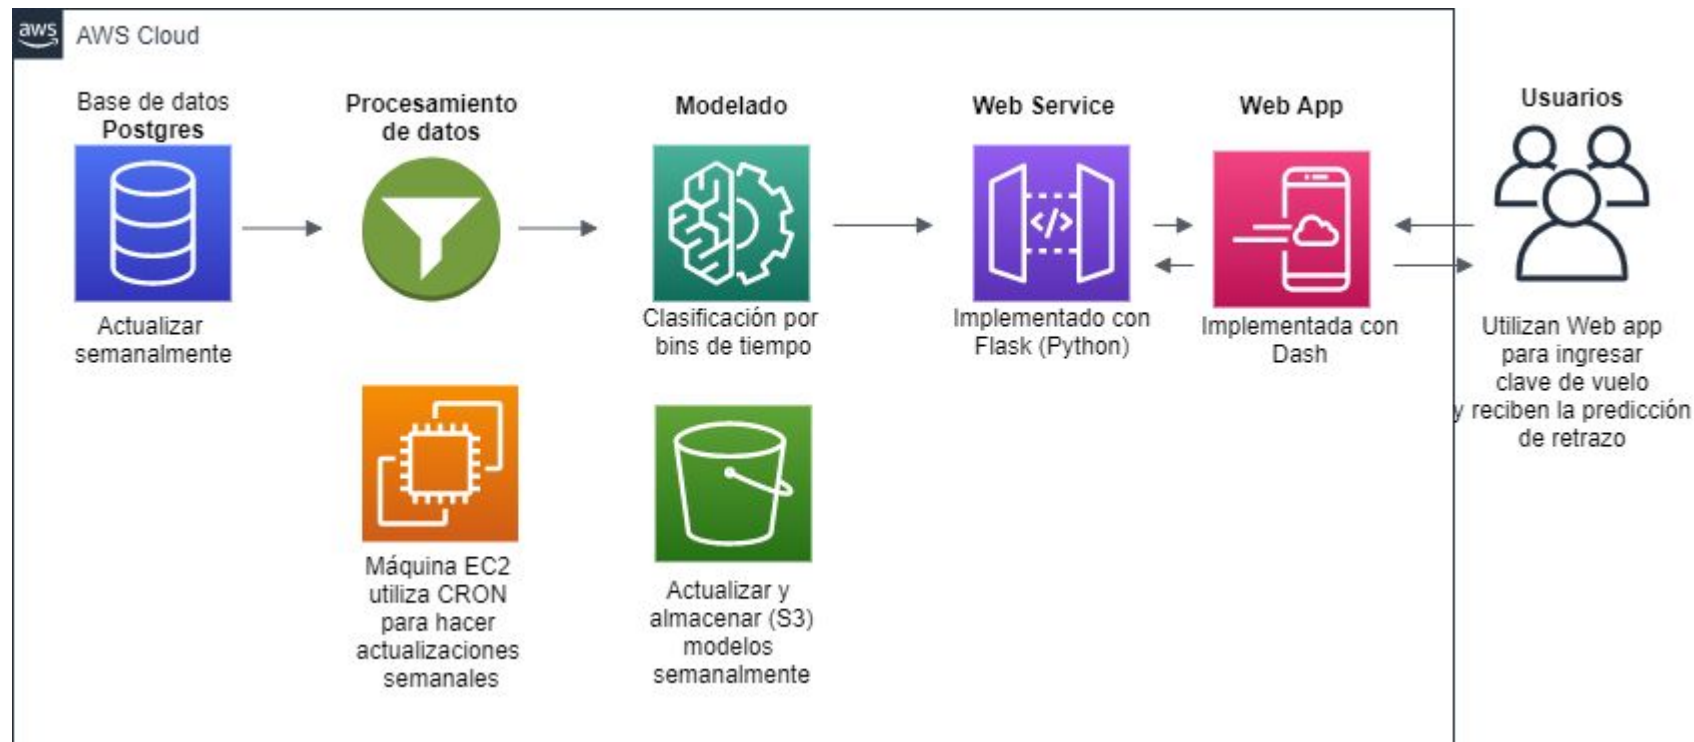 aws
AWS Cloud
Base de datos
Postgres
Actualizar
semanalmente
Procesamiento
de datos
Máquina EC2
utiliza CRON
para hacer
actualizaciones
semanales
Modelado
Clasificación por
bins de tiempo
Actualizar y
almacenar (S3)
modelos
semanalmente
Web Service
</>
Implementado con
Flask (Python)
Web App
Implementada con
Dash
Usuarios
Utilizan Web app
para ingresar
clave de vuelo
y reciben la predicción
de retrazo